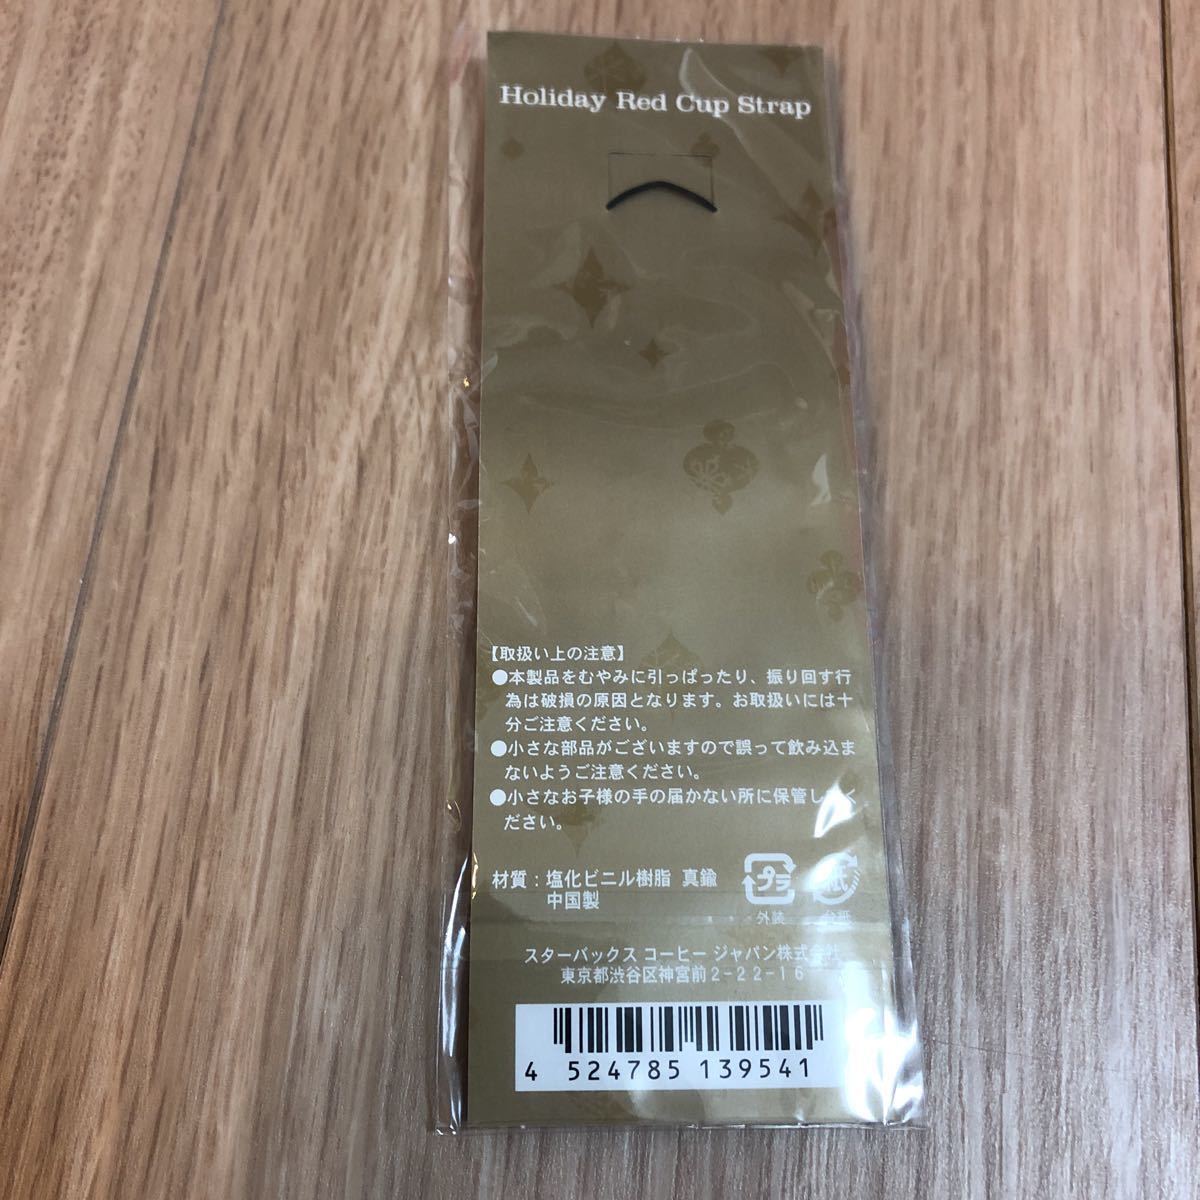 Holiday Red Cup Strap
【取扱い上の注意】
●本製品をむやみに引っぱったり、振り回す行
為は破損の原因となります。お取扱いには十
分ご注意ください。
●小さな部品がございますので誤って飲み込ま
ないようご注意ください。
●小さなお子様の手の届かない所に保管してく
ださい。
材質：塩化ビニル樹脂 真鍮
中国製
プラ 紙
外装 台紙
スターバックス コーヒー ジャパン株式会社
東京都渋谷区神宮前2-22-16
4 524785 139541